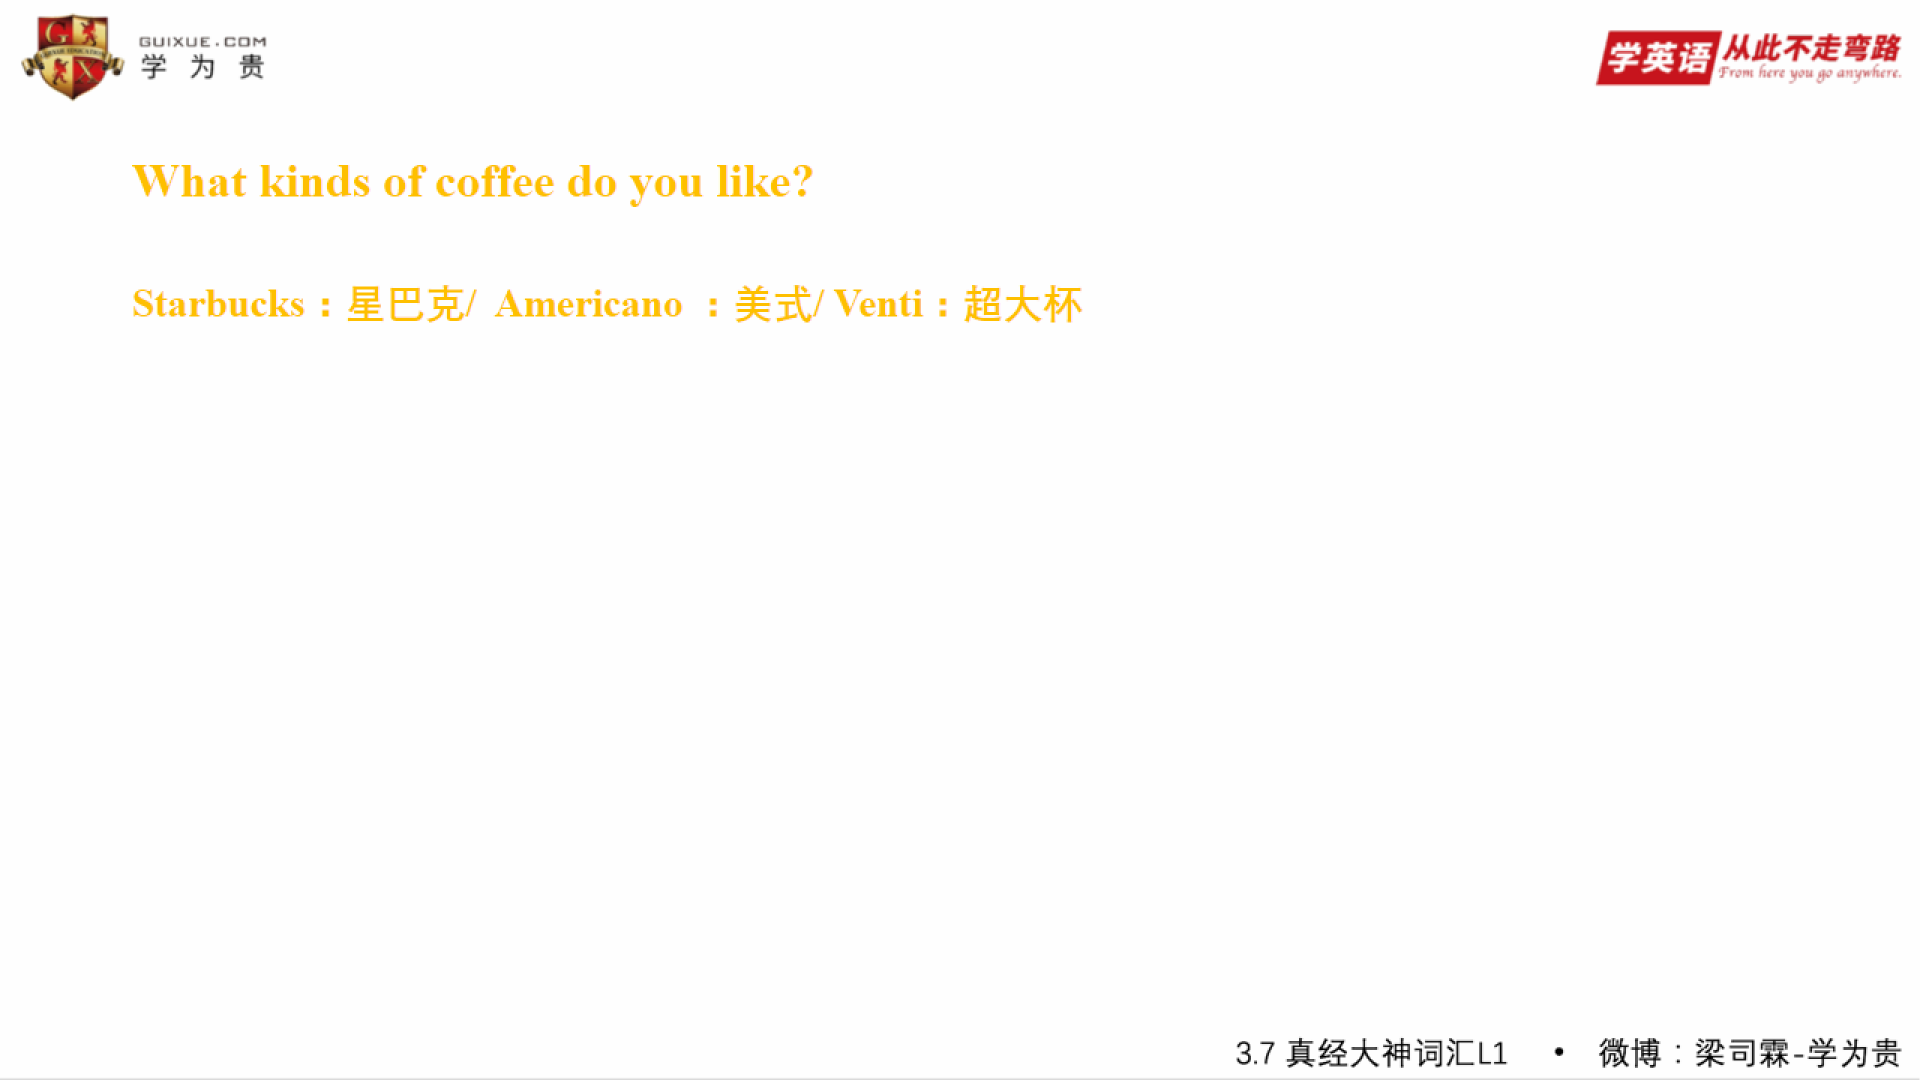 GUIXUE.COM
学为贵
学英语 从此不走弯路
From here you go anywhere.
What kinds of coffee do you like?
Starbucks：星巴克/ Americano ：美式/ Venti：超大杯
3.7 真经大神词汇L1 • 微博：梁司霖-学为贵